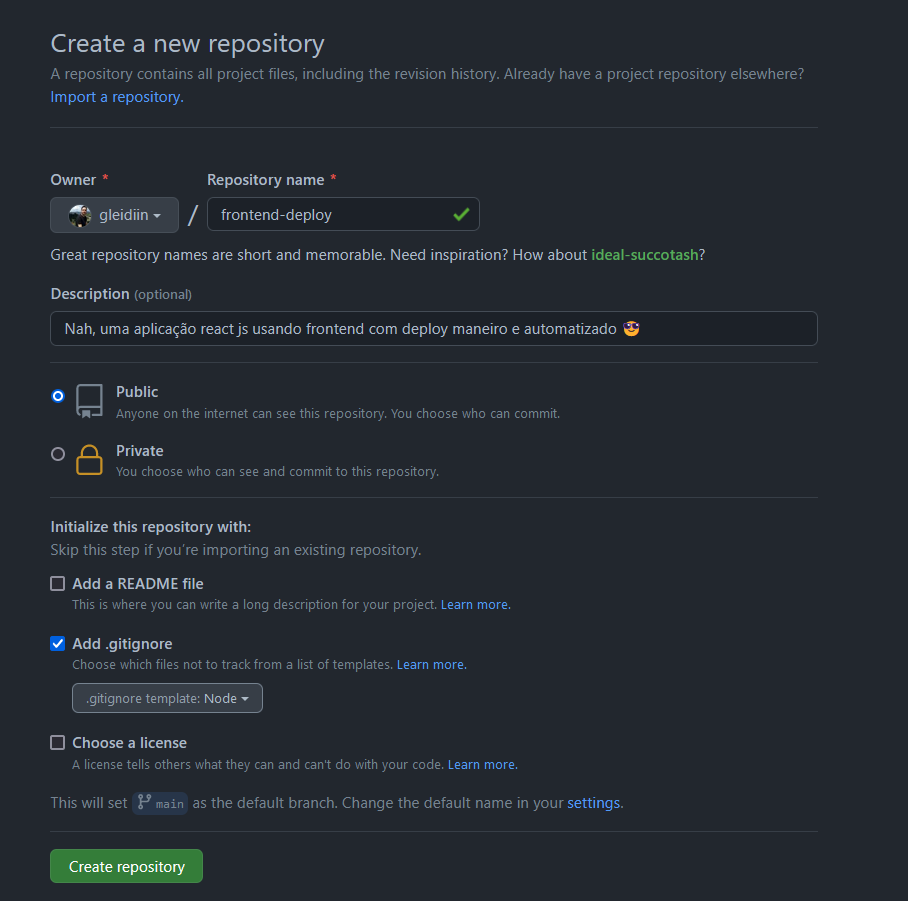 Create a new repository
A repository contains all project files, including the revision history. Already have a project repository elsewhere?
Import a repository.
Owner * Repository name *
gleidiin / frontend-deploy
Great repository names are short and memorable. Need inspiration? How about ideal-succotash?
Description (optional)
Nah, uma aplicação react js usando frontend com deploy maneiro e automatizado 😎
Public
Anyone on the internet can see this repository. You choose who can commit.
Private
You choose who can see and commit to this repository.
Initialize this repository with:
Skip this step if you're importing an existing repository.
Add a README file
This is where you can write a long description for your project. Learn more.
Add .gitignore
Choose which files not to track from a list of templates. Learn more.
.gitignore template: Node
Choose a license
A license tells others what they can and can't do with your code. Learn more.
This will set main as the default branch. Change the default name in your settings.
Create repository